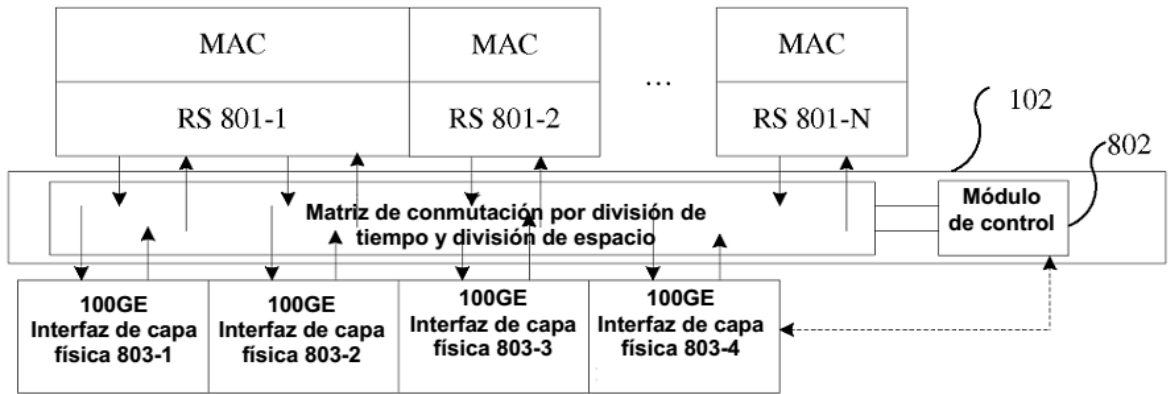 MAC MAC MAC
...
RS 801-1 RS 801-2 RS 801-N
102
802
Matriz de conmutación por división de
tiempo y división de espacio
Módulo
de control
100GE
Interfaz de capa
física 803-1
100GE
Interfaz de capa
física 803-2
100GE
Interfaz de capa
física 803-3
100GE
Interfaz de capa
física 803-4